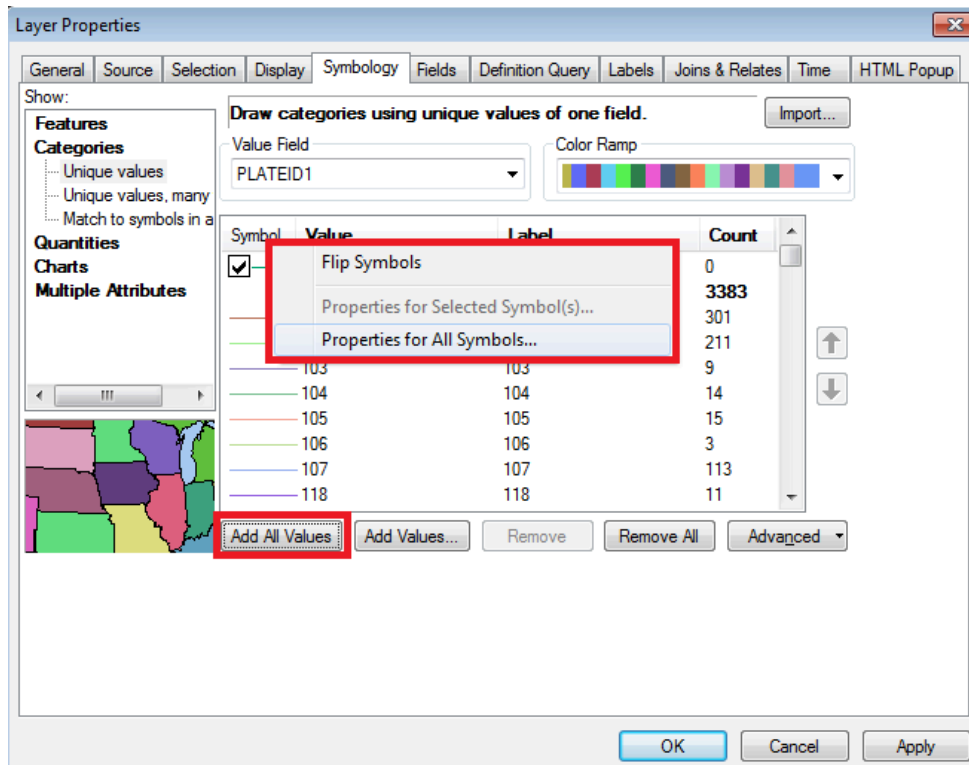 Layer Properties
General Source Selection Display Symbology Fields Definition Query Labels Joins & Relates Time HTML Popup
Show:
Features
Categories
Unique values
Unique values, many
Match to symbols in a
Quantities
Charts
Multiple Attributes
Draw categories using unique values of one field.
Import...
Value Field
PLATEID1
Color Ramp
Symbol Value Label Count
0
3383
301
211
Flip Symbols
Properties for Selected Symbol(s)...
Properties for All Symbols...
103 103 9
104 104 14
105 105 15
106 106 3
107 107 113
118 118 11
Add All Values Add Values... Remove Remove All Advanced
OK Cancel Apply